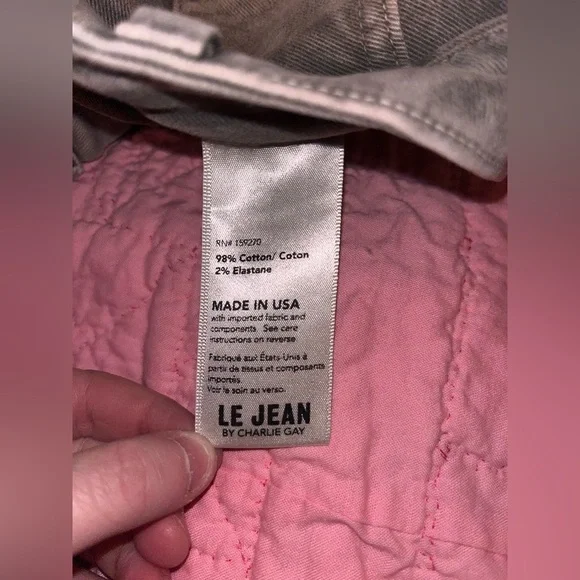 RN# 159270
98% Cotton/ Coton
2% Elastane
MADE IN USA
with imported fabric and
components. See care
instructions on reverse
Fabriqué aux États-Unis à
partir de tissus et composants
importés.
Voir le soin au verso.
LE JEAN
BY CHARLIE GAY